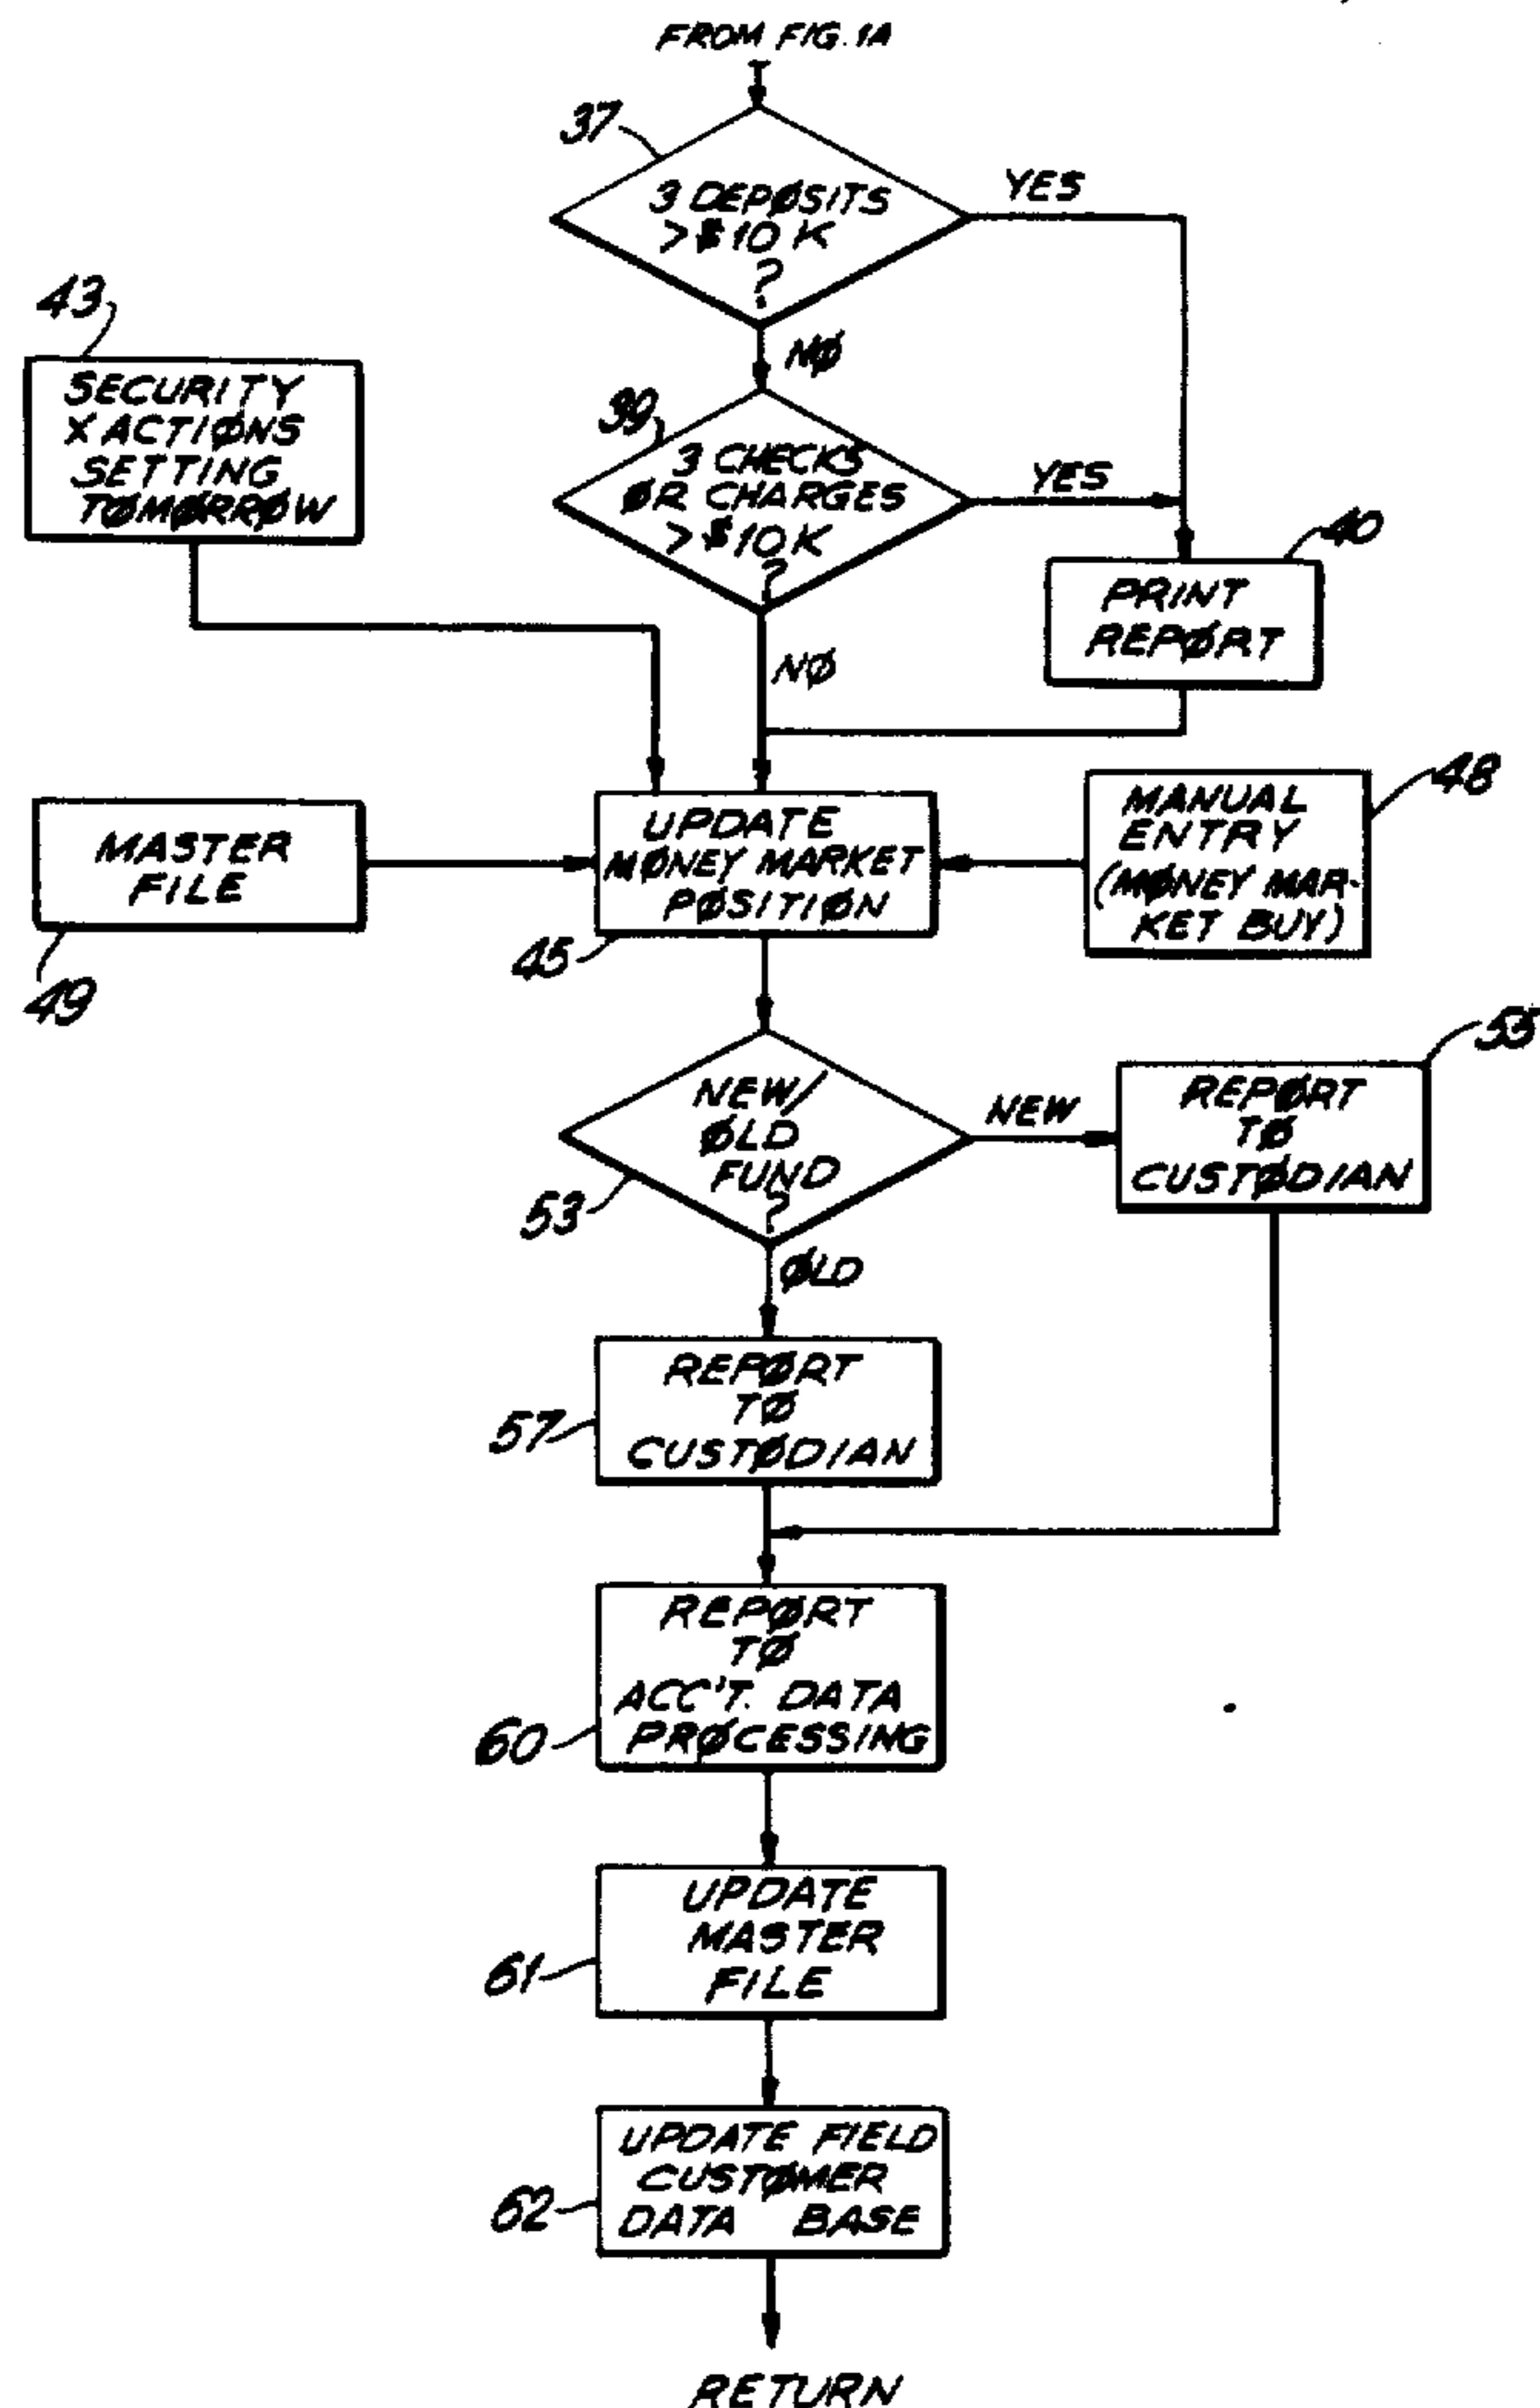 FROM FIG. 1A
37
3 DEPØSITS
>$10 K
?
YES
NØ
43
SECURITY
X ACTIØNS
SETTING
TØMØRRØW
39
3 CHECKS
ØR CHARGES
>$10K
?
YES
NØ
40
PRINT
REPØRT
MASTER
FILE
49
UPDATE
MØNEY MARKET
PØSITIØN
45
48
MANUAL
ENTRY
(MØNEY MAR-
KET BUY)
NEW/
ØLD
FUND
?
53
NEW
ØLD
55
REPØRT
TØ
CUSTØDIAN
57
REPØRT
TØ
CUSTØDIAN
60
REPØRT
TØ
ACC'T. DATA
PRØCESSING
61
UPDATE
MASTER
FILE
62
UPDATE FIELD
CUSTØMER
DATA BASE
RETURN